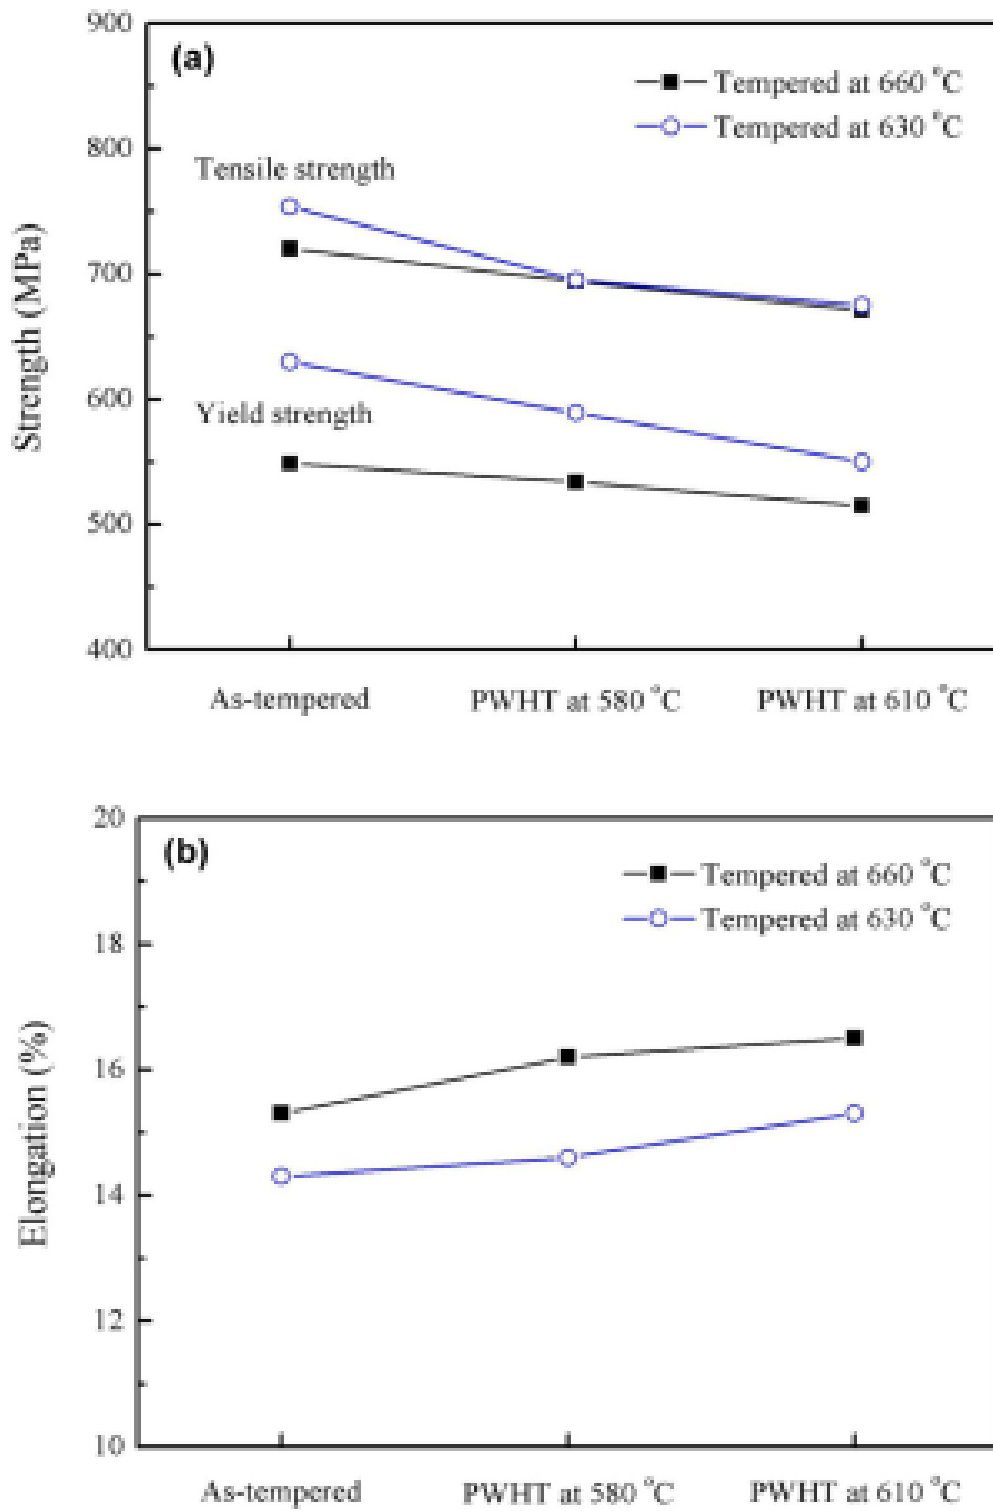 (a)
Tempered at 660 °C
Tempered at 630 °C
Tensile strength
Yield strength
Strength (MPa)
900
800
700
600
500
400
As-tempered
PWHT at 580 °C
PWHT at 610 °C
(b)
Tempered at 660 °C
Tempered at 630 °C
Elongation (%)
20
18
16
14
12
10
As-tempered
PWHT at 580 °C
PWHT at 610 °C